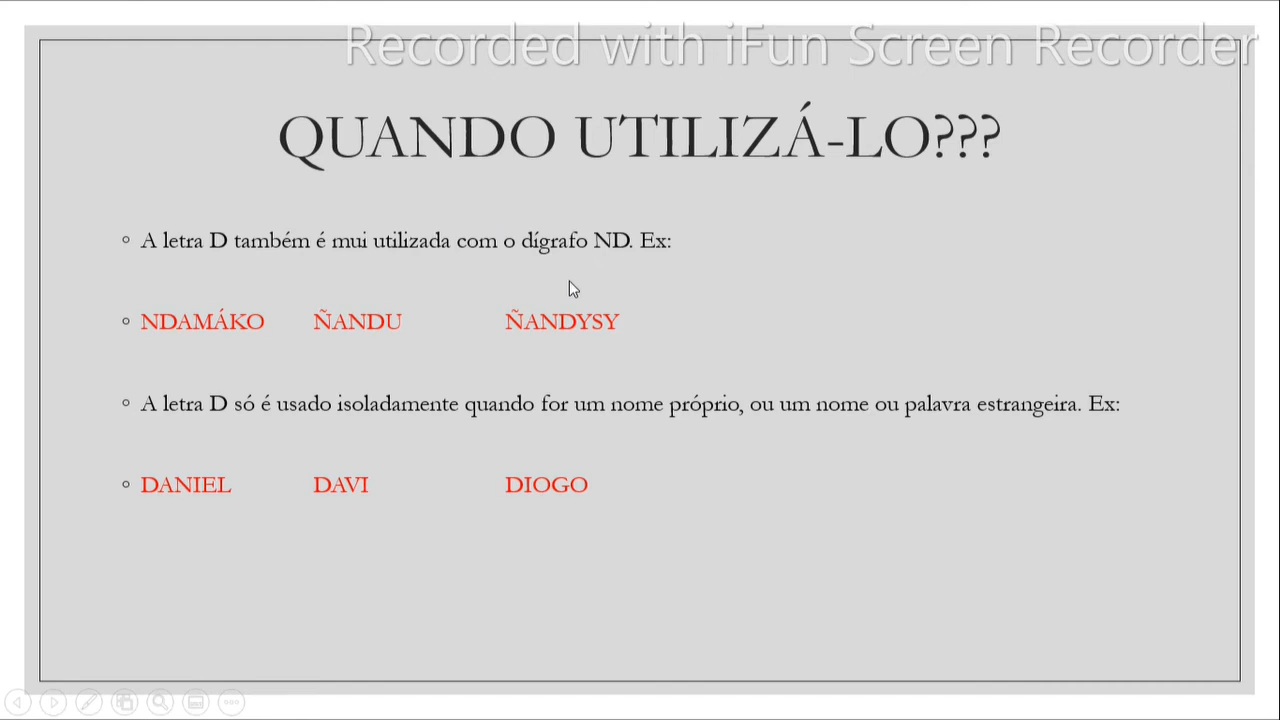 Recorded with iFun Screen Recorder
QUANDO UTILIZÁ-LO???
A letra D também é mui utilizada com o dígrafo ND. Ex:
NDAMÁKO ÑANDU ÑANDYSY
A letra D só é usado isoladamente quando for um nome próprio, ou um nome ou palavra estrangeira. Ex:
DANIEL DAVI DIOGO